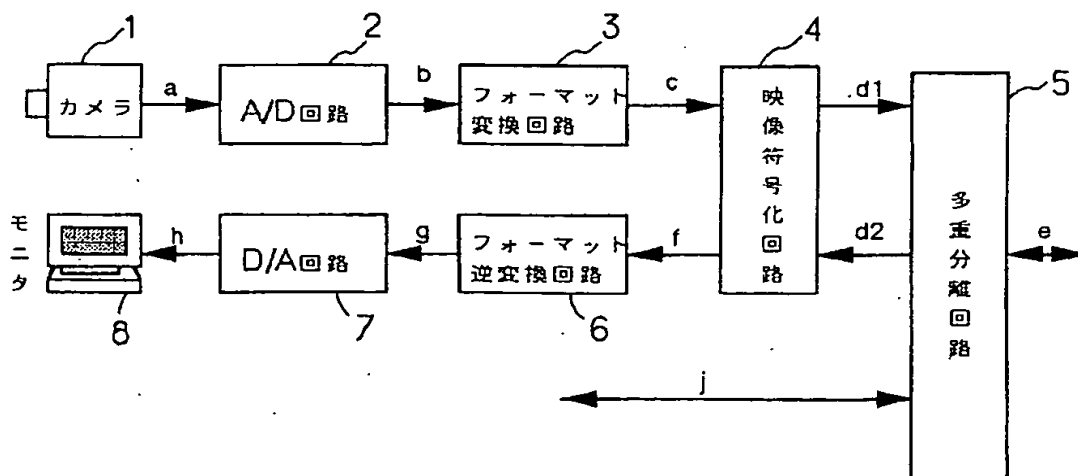 1
2
3
4
5
カメラ
a
A/D回路
b
フォーマット
変換回路
c
映像符号化回路
.d1
多重分離回路
e
モニタ
h
D/A回路
g
フォーマット
逆変換回路
f
d2
8
7
6
j